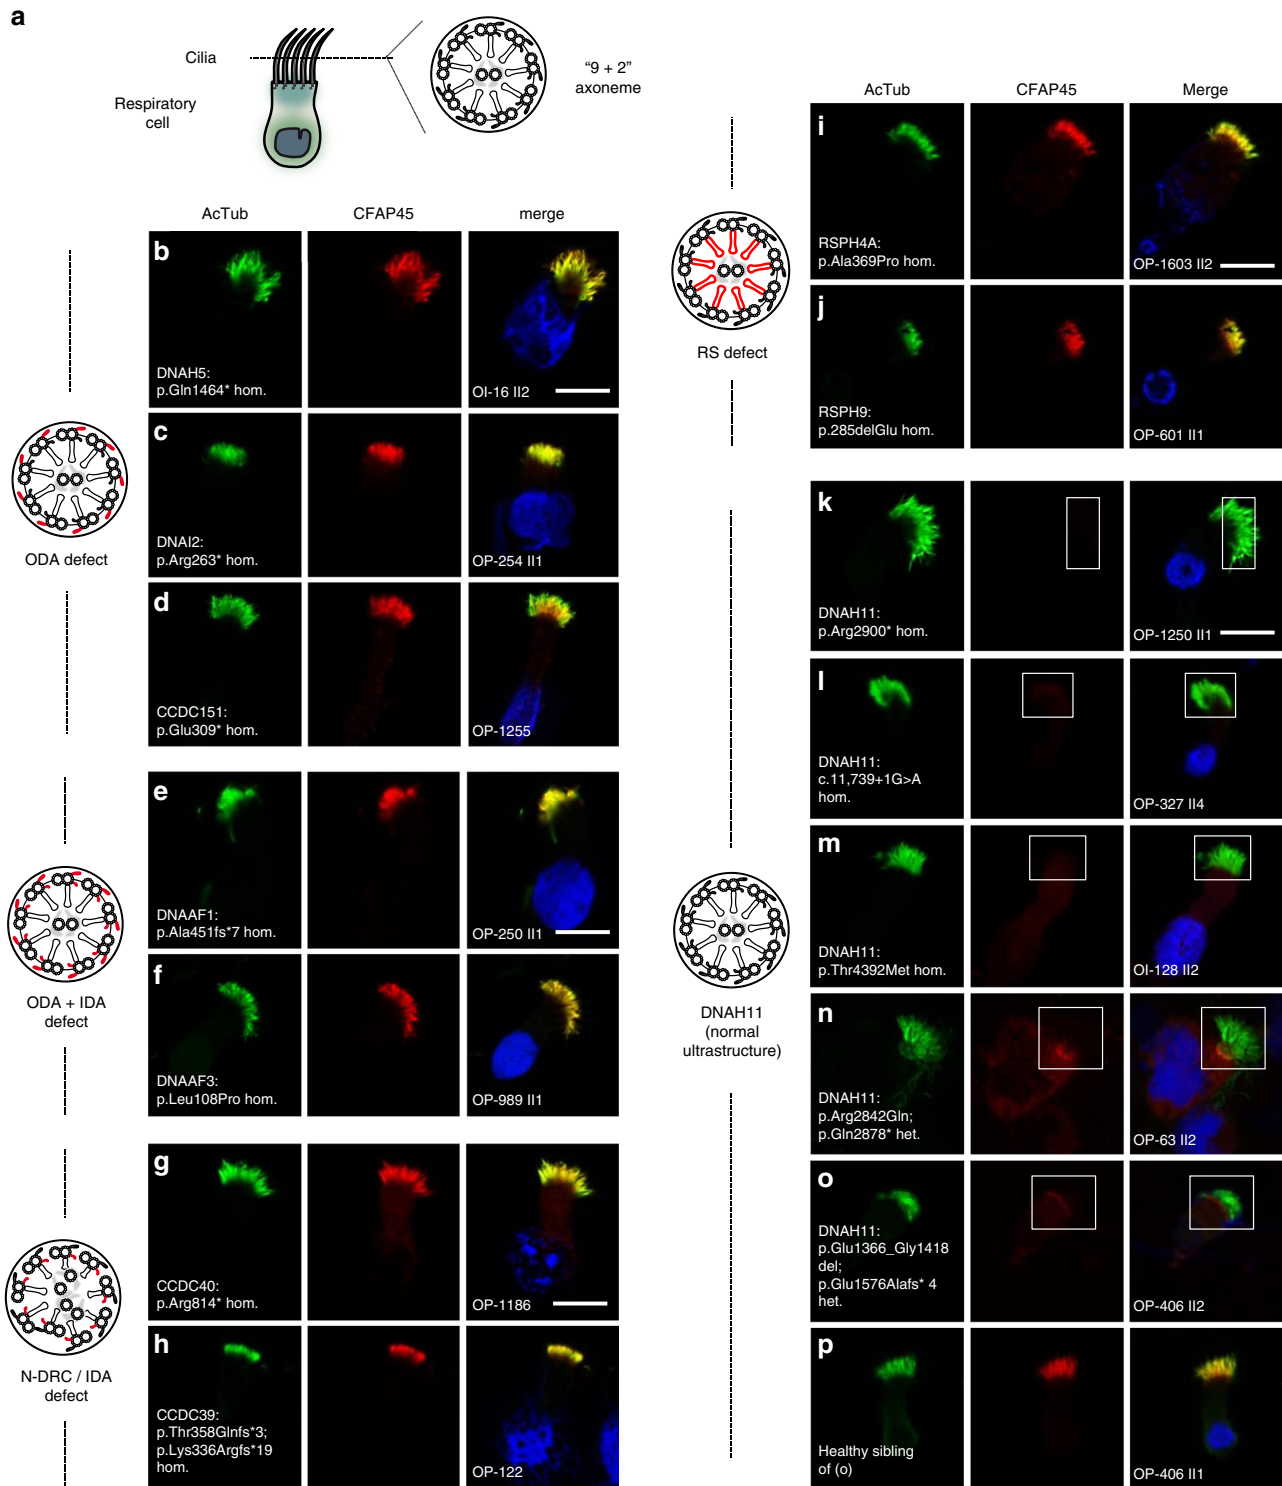 a
Cilia
Respiratory
cell
“9 + 2”
axoneme
AcTub
CFAP45
merge
b
DNAH5:
p.Gln1464* hom.
OI-16 II2
c
DNAI2:
p.Arg263* hom.
OP-254 II1
ODA defect
d
CCDC151:
p.Glu309* hom.
OP-1255
e
DNAAF1:
p.Ala451fs*7 hom.
OP-250 II1
ODA + IDA
defect
f
DNAAF3:
p.Leu108Pro hom.
OP-989 II1
g
CCDC40:
p.Arg814* hom.
OP-1186
N-DRC / IDA
defect
h
CCDC39:
p.Thr358Glnfs*3;
p.Lys336Argfs*19
hom.
OP-122
AcTub
CFAP45
Merge
i
RSPH4A:
p.Ala369Pro hom.
OP-1603 II2
RS defect
j
RSPH9:
p.285delGlu hom.
OP-601 II1
k
DNAH11:
p.Arg2900* hom.
OP-1250 II1
l
DNAH11:
c.11,739+1G>A
hom.
OP-327 II4
m
DNAH11:
p.Thr4392Met hom.
OI-128 II2
DNAH11
(normal
ultrastructure)
n
DNAH11:
p.Arg2842Gln;
p.Gln2878* het.
OP-63 II2
o
DNAH11:
p.Glu1366_Gly1418
del;
p.Glu1576Alafs* 4
het.
OP-406 II2
p
Healthy sibling
of (o)
OP-406 II1